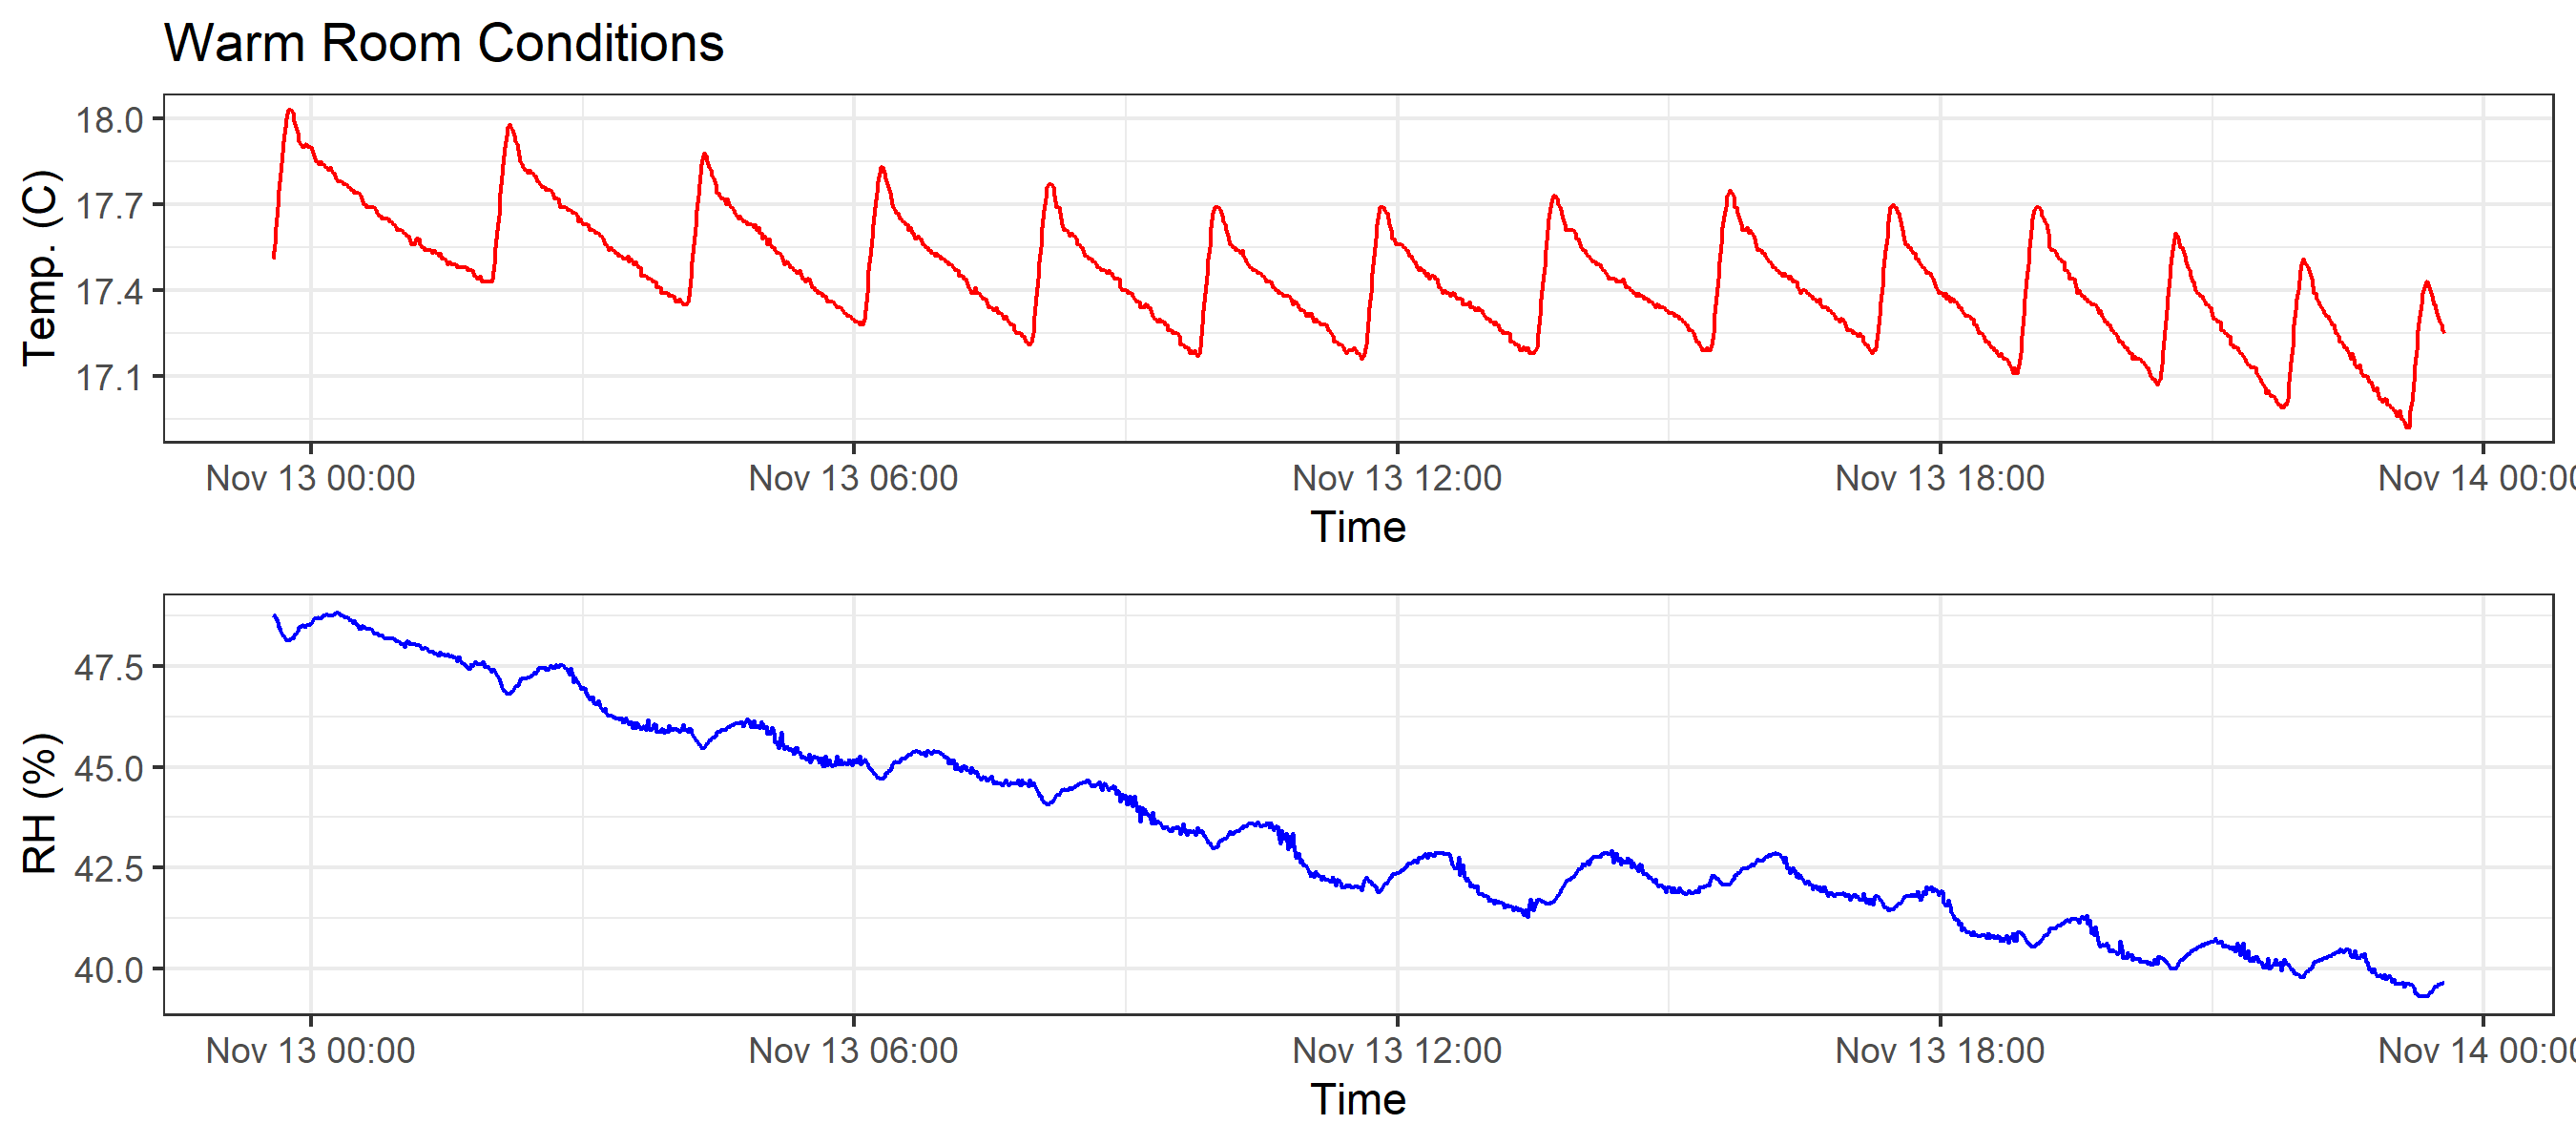 Warm Room Conditions
Temp. (C)
18.0
17.7
17.4
17.1
Nov 13 00:00 Nov 13 06:00 Nov 13 12:00 Nov 13 18:00 Nov 14 00:00
Time
RH (%)
47.5
45.0
42.5
40.0
Nov 13 00:00 Nov 13 06:00 Nov 13 12:00 Nov 13 18:00 Nov 14 00:00
Time